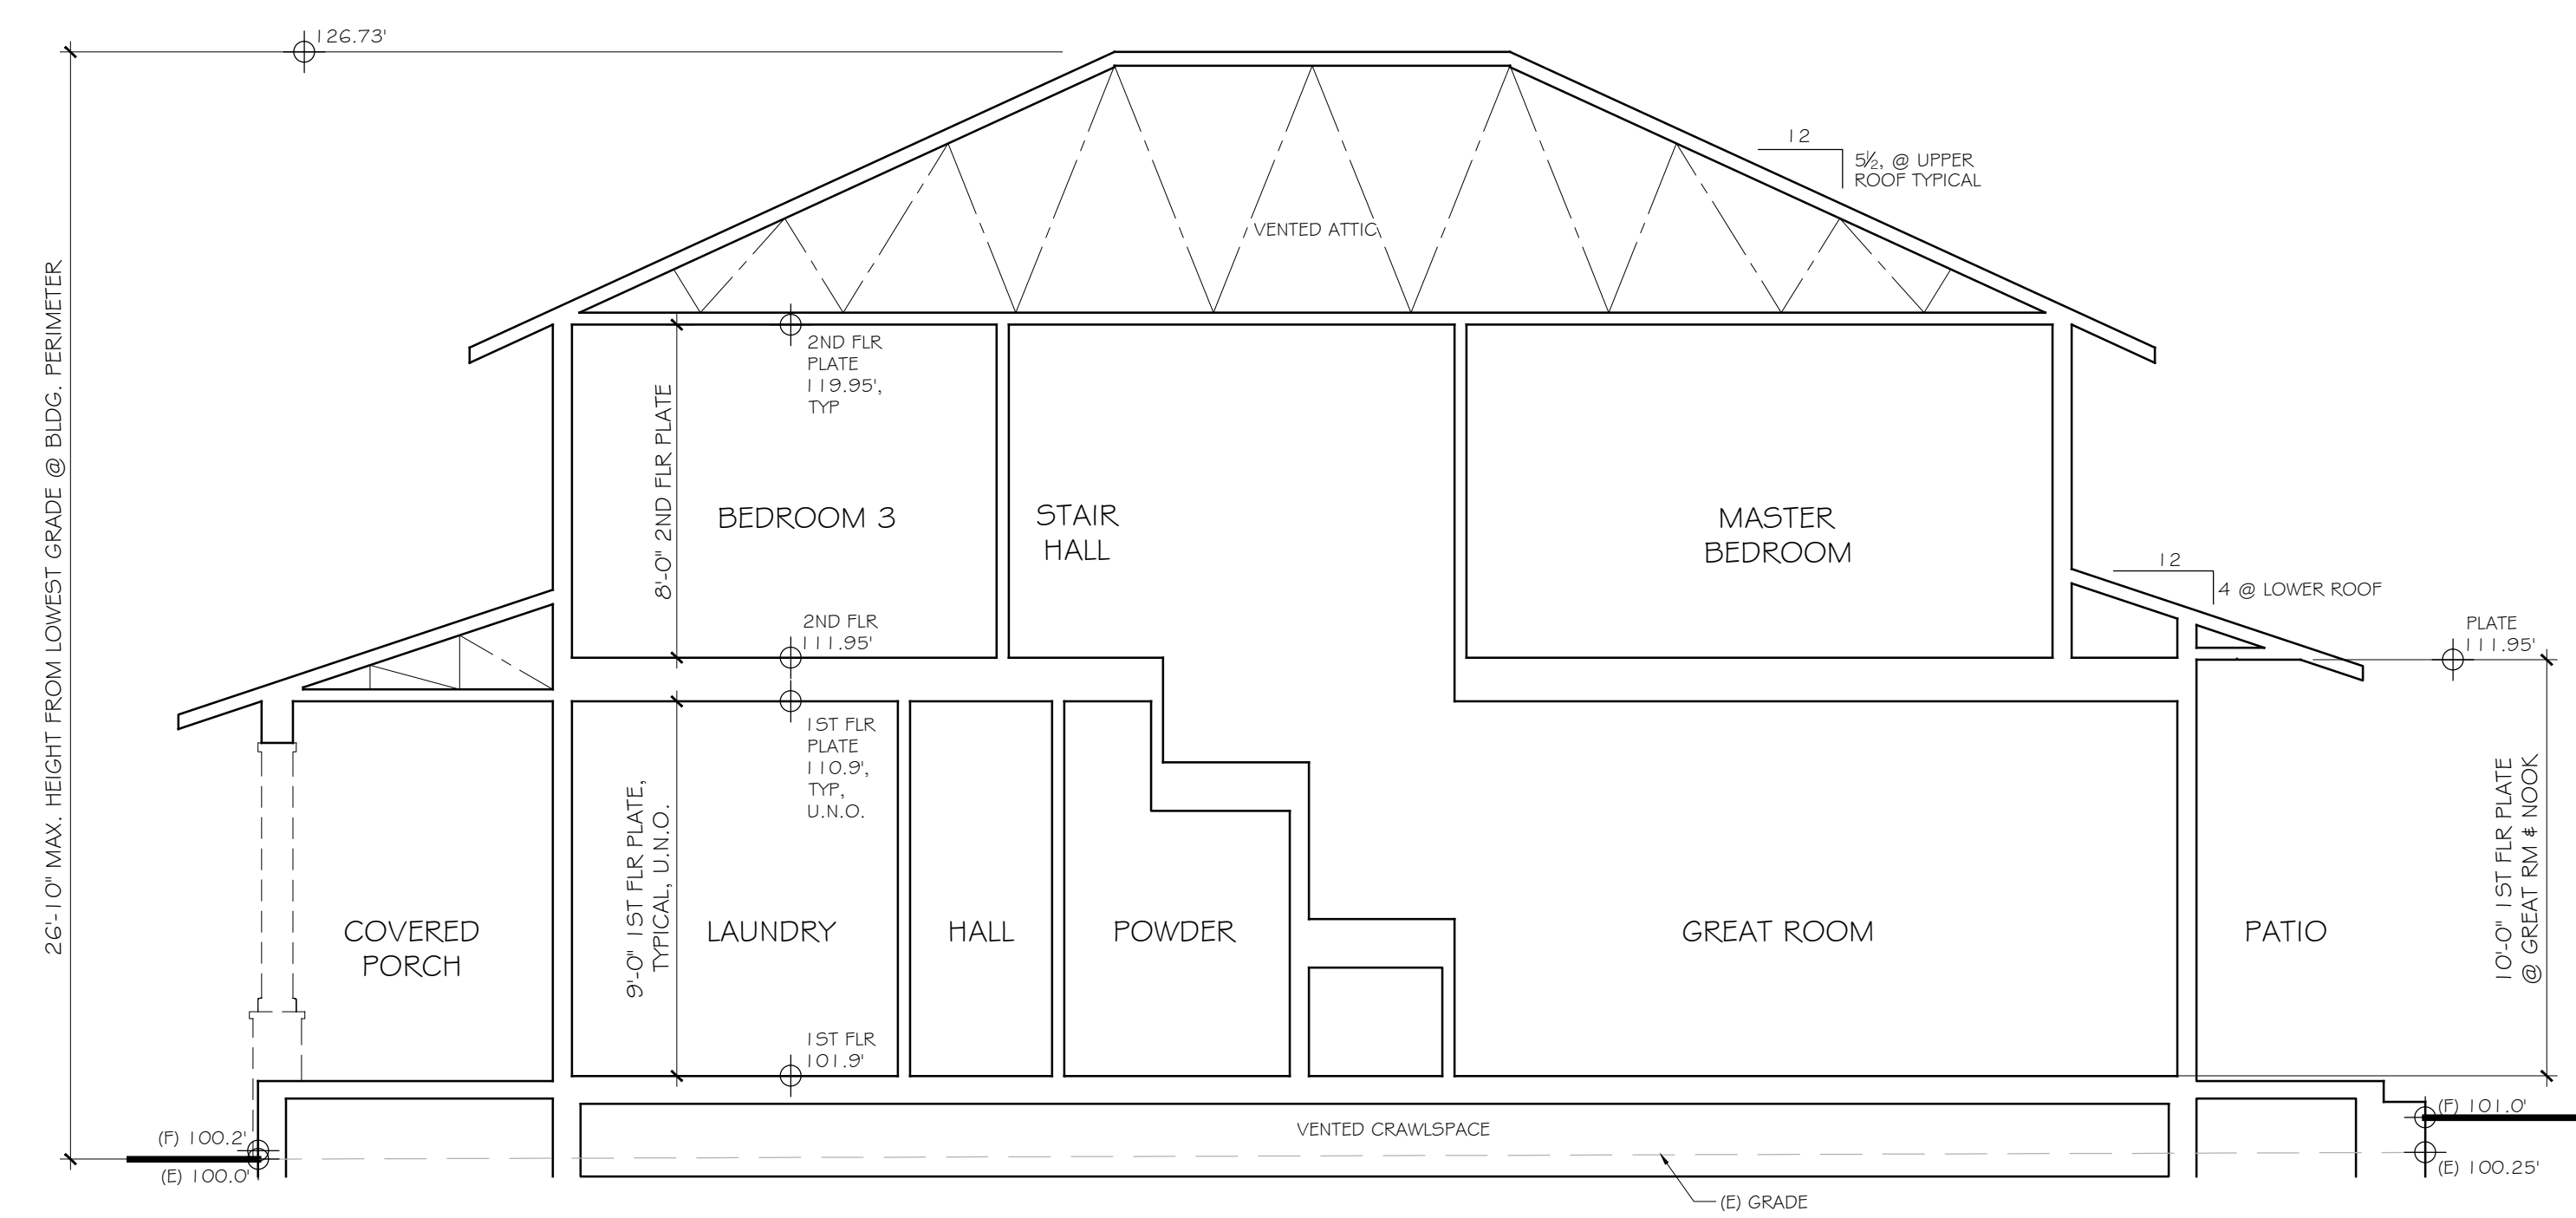 126.73'
12
5½, @ UPPER
ROOF TYPICAL
VENTED ATTIC
26'-10" MAX. HEIGHT FROM LOWEST GRADE @ BLDG. PERIMETER
2ND FLR
PLATE
119.95',
TYP
8'-0" 2ND FLR PLATE
BEDROOM 3
STAIR
HALL
MASTER
BEDROOM
12
4 @ LOWER ROOF
2ND FLR
111.95'
PLATE
111.95'
1ST FLR
PLATE
110.9',
TYP,
U.N.O.
9'-0" 1ST FLR PLATE,
TYPICAL, U.N.O.
10'-0" 1ST FLR PLATE
@ GREAT RM & NOOK
COVERED
PORCH
LAUNDRY
HALL
POWDER
GREAT ROOM
PATIO
1ST FLR
101.9'
(F) 101.0'
VENTED CRAWLSPACE
(F) 100.2'
(E) 100.0'
(E) 100.25'
(E) GRADE